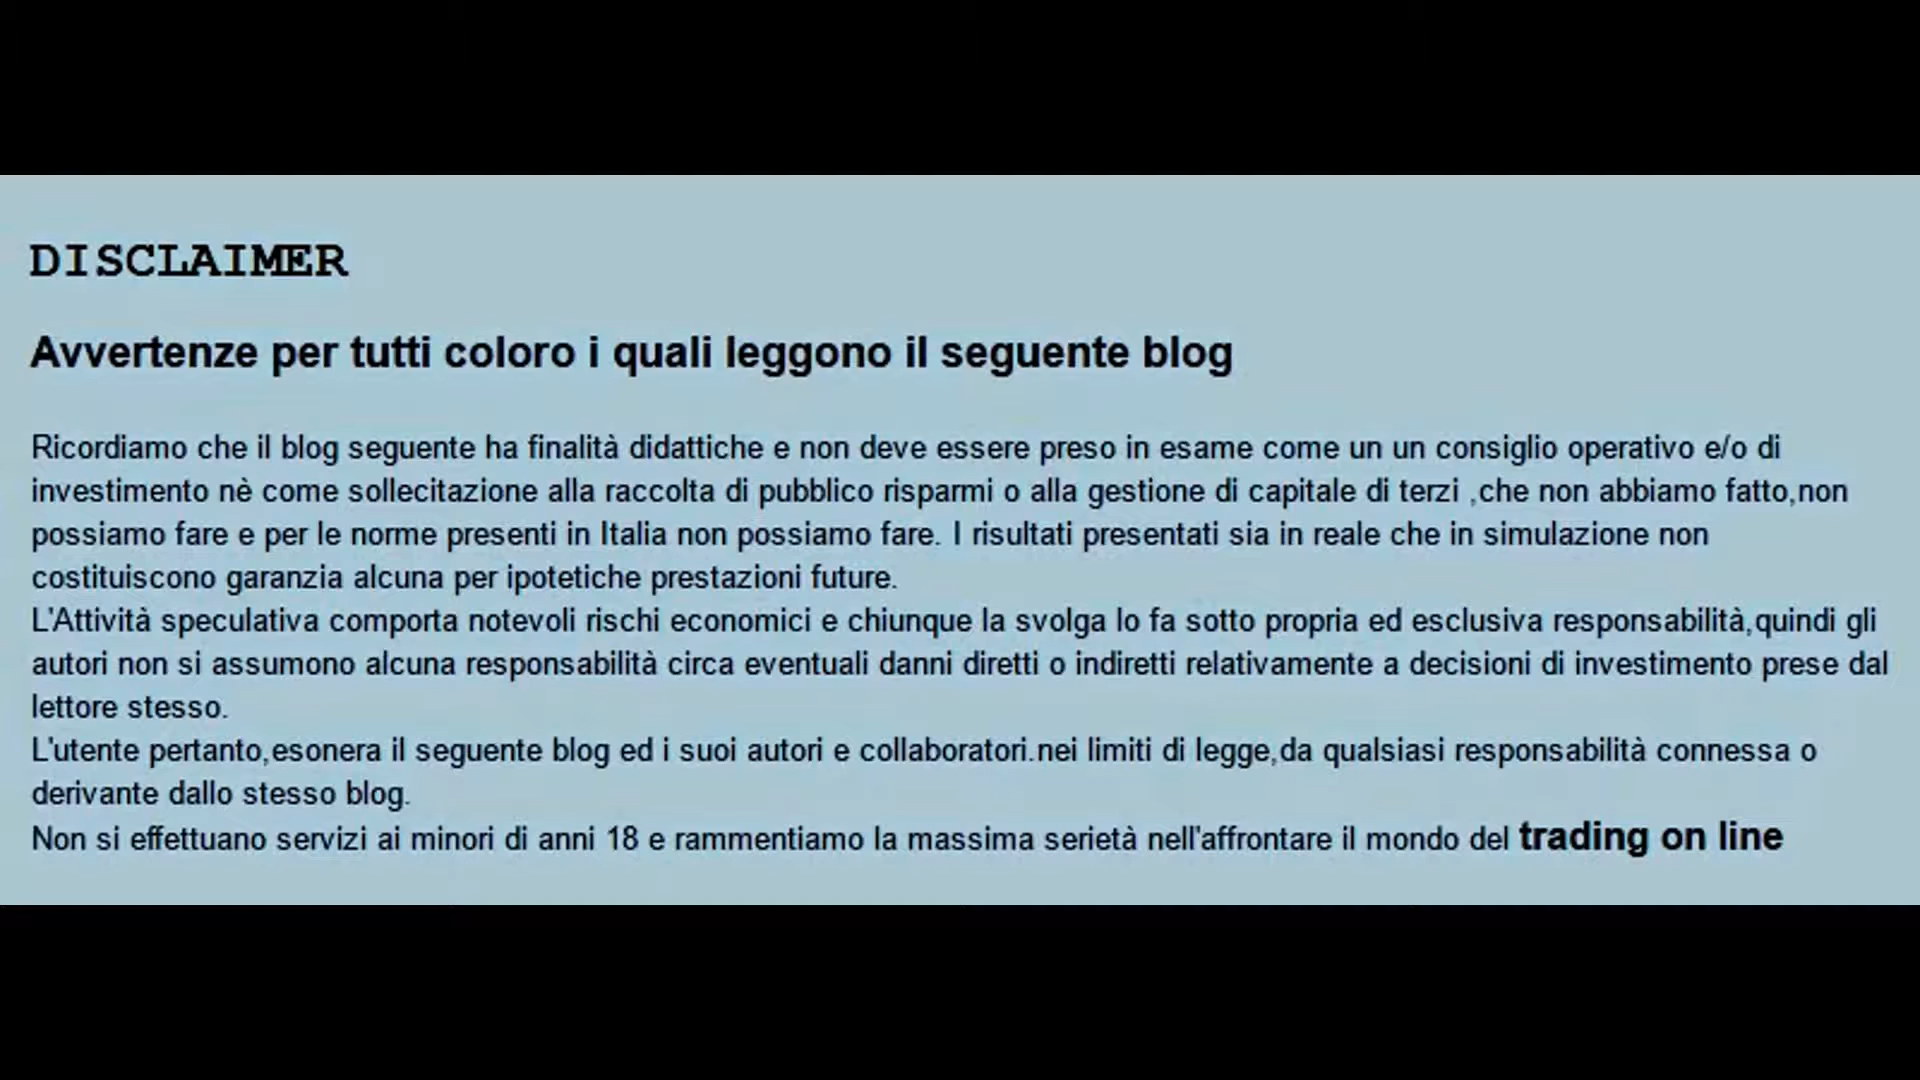 DISCLAIMER
Avvertenze per tutti coloro i quali leggono il seguente blog
Ricordiamo che il blog seguente ha finalità didattiche e non deve essere preso in esame come un un consiglio operativo e/o di
investimento nè come sollecitazione alla raccolta di pubblico risparmi o alla gestione di capitale di terzi ,che non abbiamo fatto,non
possiamo fare e per le norme presenti in Italia non possiamo fare. I risultati presentati sia in reale che in simulazione non
costituiscono garanzia alcuna per ipotetiche prestazioni future.
L'Attività speculativa comporta notevoli rischi economici e chiunque la svolga lo fa sotto propria ed esclusiva responsabilità,quindi gli
autori non si assumono alcuna responsabilità circa eventuali danni diretti o indiretti relativamente a decisioni di investimento prese dal
lettore stesso.
L'utente pertanto,esonera il seguente blog ed i suoi autori e collaboratori.nei limiti di legge,da qualsiasi responsabilità connessa o
derivante dallo stesso blog.
Non si effettuano servizi ai minori di anni 18 e rammentiamo la massima serietà nell'affrontare il mondo del trading on line